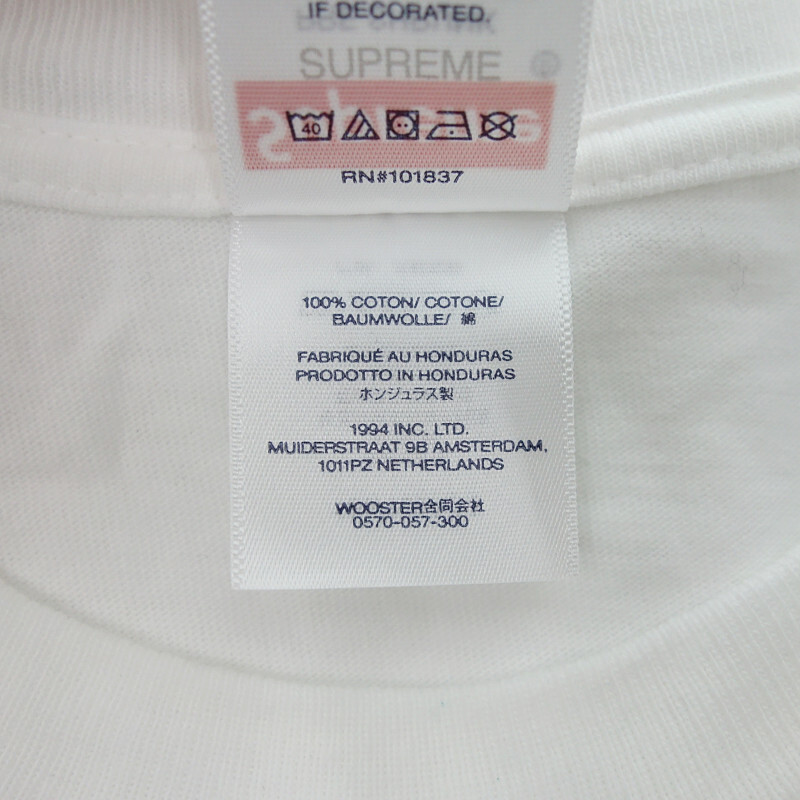 IF DECORATED.
SUPREME
40
Supreme
RN#101837
100% COTON/ COTONE/
BAUMWOLLE/ 綿
FABRIQUÉ AU HONDURAS
PRODOTTO IN HONDURAS
ホンジュラス製
1994 INC. LTD.
MUIDERSTRAAT 9B AMSTERDAM,
1011PZ NETHERLANDS
WOOSTER合同会社
0570-057-300